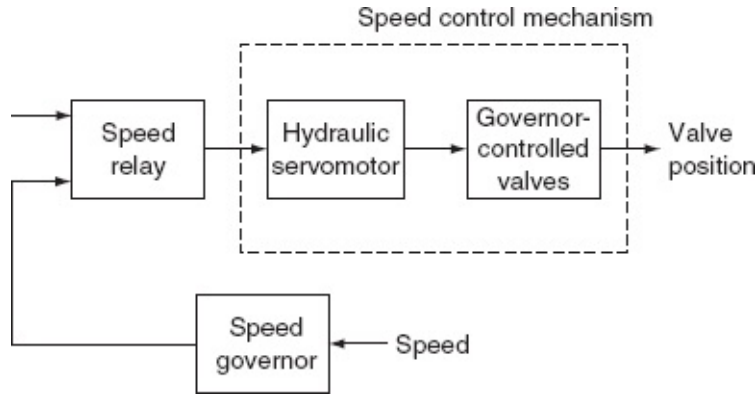 Speed control mechanism
Speed
relay
Hydraulic
servomotor
Governor-
controlled
valves
Valve
position
Speed
governor
Speed